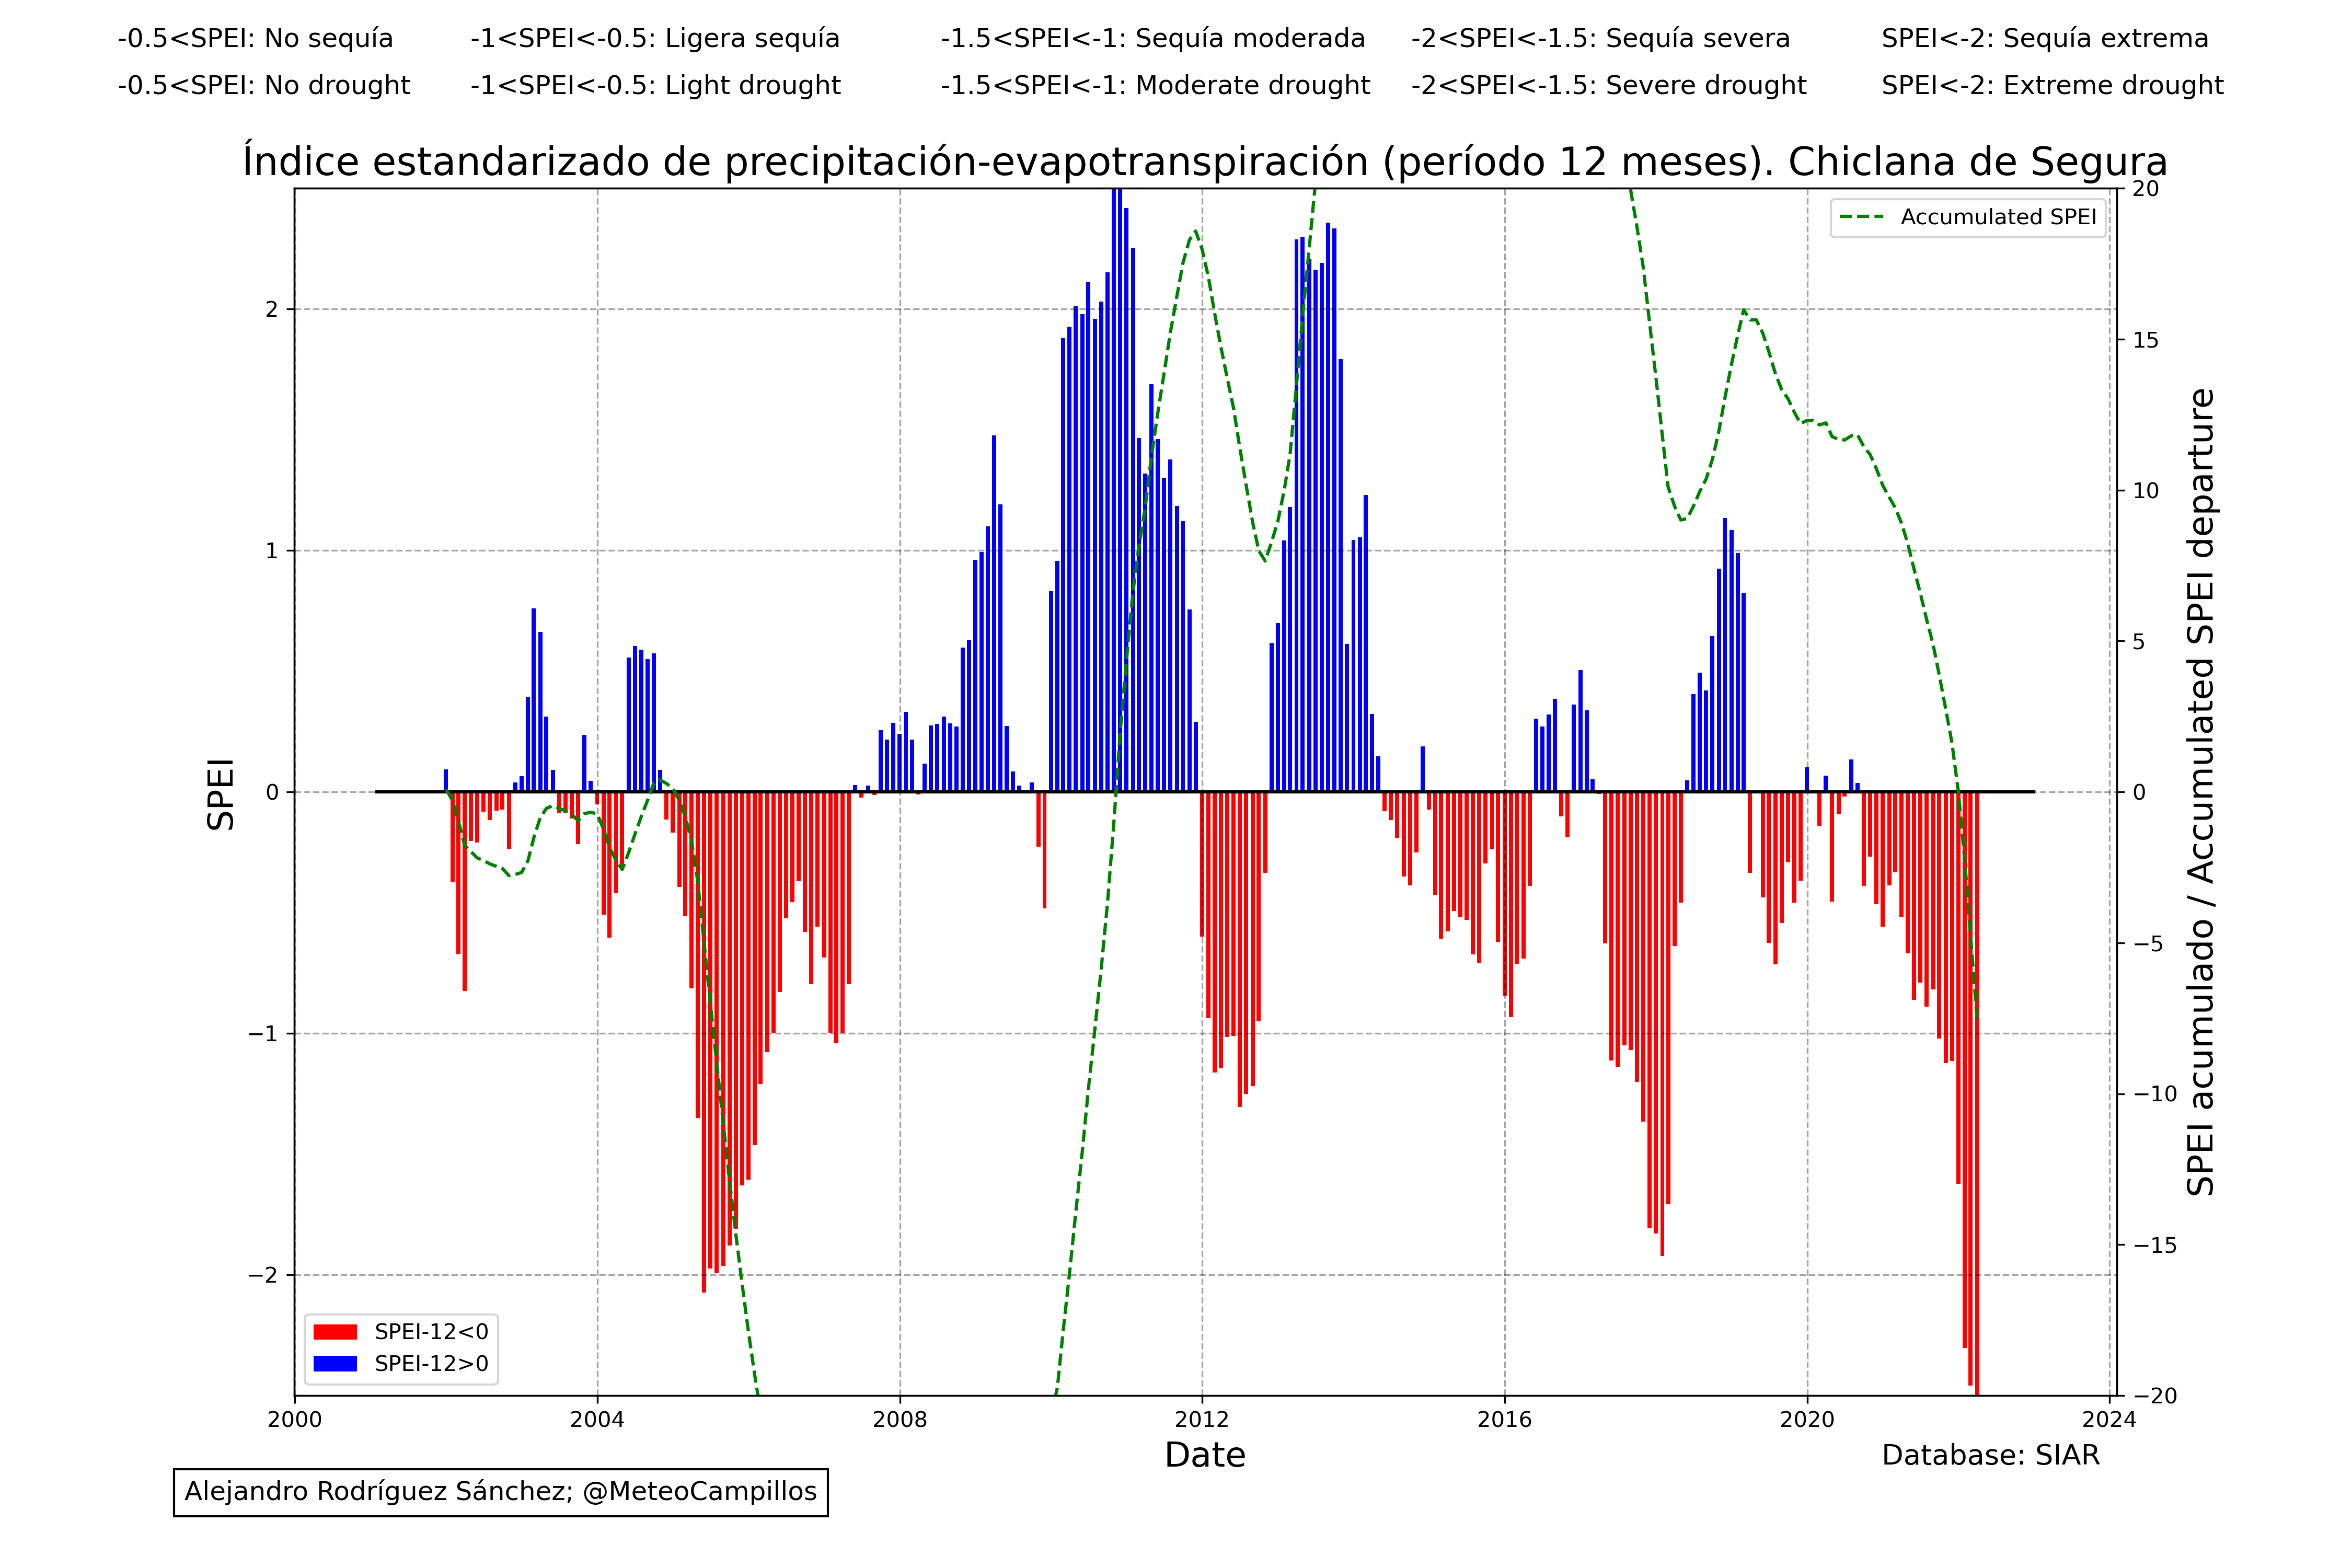 -0.5<SPEI: No sequía -1<SPEI<-0.5: Ligera sequía -1.5<SPEI<-1: Sequía moderada -2<SPEI<-1.5: Sequía severa SPEI<-2: Sequía extrema
-0.5<SPEI: No drought -1<SPEI<-0.5: Light drought -1.5<SPEI<-1: Moderate drought -2<SPEI<-1.5: Severe drought SPEI<-2: Extreme drought
Índice estandarizado de precipitación-evapotranspiración (período 12 meses). Chiclana de Segura
SPEI
2
1
0
−1
−2
Accumulated SPEI
20
15
10
5
0
−5
−10
−15
−20
SPEI acumulado / Accumulated SPEI departure
SPEI-12<0
SPEI-12>0
2000 2004 2008 2012 2016 2020 2024
Date
Database: SIAR
Alejandro Rodríguez Sánchez; @MeteoCampillos